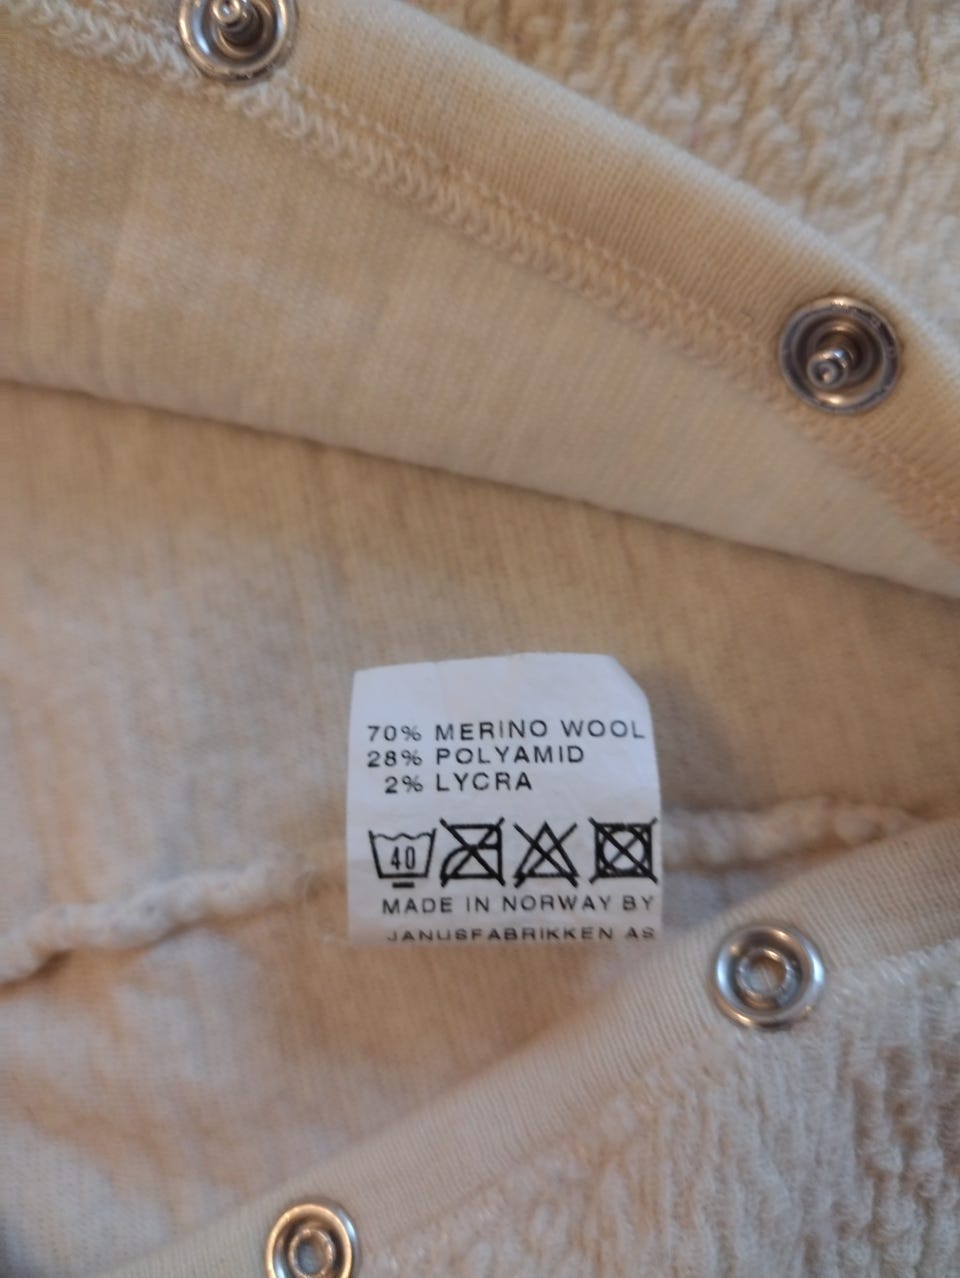 70% MERINO WOOL
28% POLYAMID
2% LYCRA
40
MADE IN NORWAY BY
JANUSFABRIKKEN AS